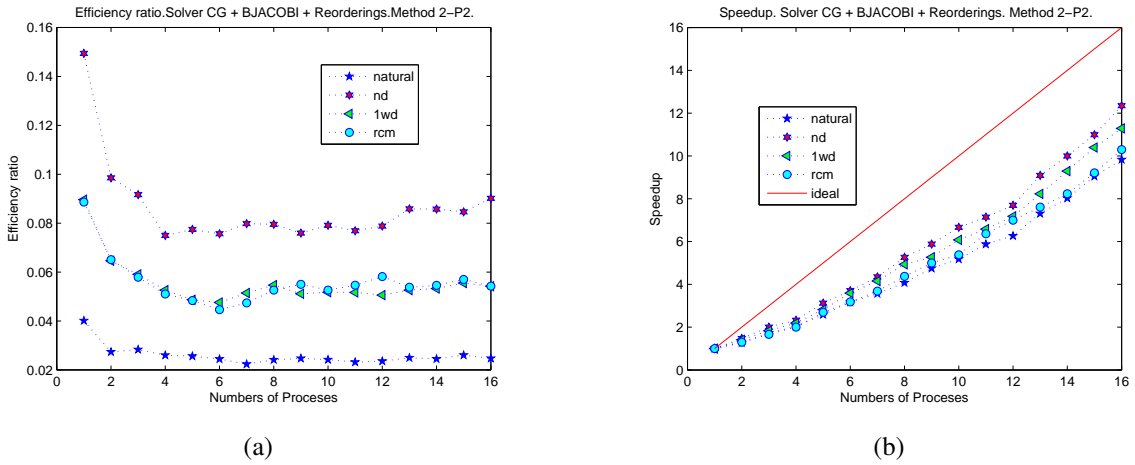 Efficiency ratio.Solver CG + BJACOBI + Reorderings.Method 2−P2.
0.16
0.14
0.12
0.1
0.08
0.06
0.04
0.02
Efficiency ratio
natural
nd
1wd
rcm
0 2 4 6 8 10 12 14 16
Numbers of Proceses
(a)
Speedup. Solver CG + BJACOBI + Reorderings. Method 2−P2.
16
14
12
10
8
6
4
2
0
Speedup
natural
nd
1wd
rcm
ideal
0 2 4 6 8 10 12 14 16
Numbers of Proceses
(b)